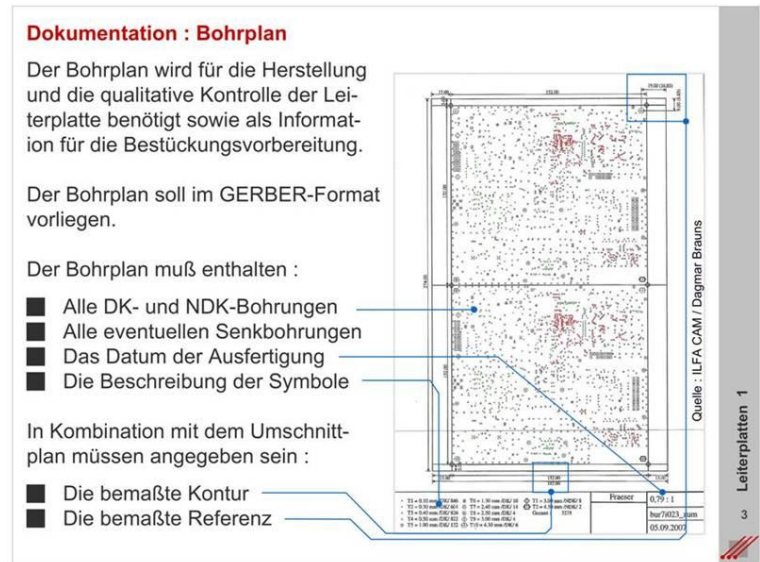 Dokumentation : Bohrplan
Der Bohrplan wird für die Herstellung
und die qualitative Kontrolle der Lei-
terplatte benötigt sowie als Informat-
ion für die Bestückungsvorbereitung.
Der Bohrplan soll im GERBER-Format
vorliegen.
Der Bohrplan muß enthalten :
Alle DK- und NDK-Bohrungen
Alle eventuellen Senkbohrungen
Das Datum der Ausfertigung
Die Beschreibung der Symbole
In Kombination mit dem Umschnitt-
plan müssen angegeben sein :
Die bemaßte Kontur
Die bemaßte Referenz
Praeser
0,79 : 1
05.09.2007
Quelle : ILFA CAM / Dagmar Brauns
Leiterplatten 1
3